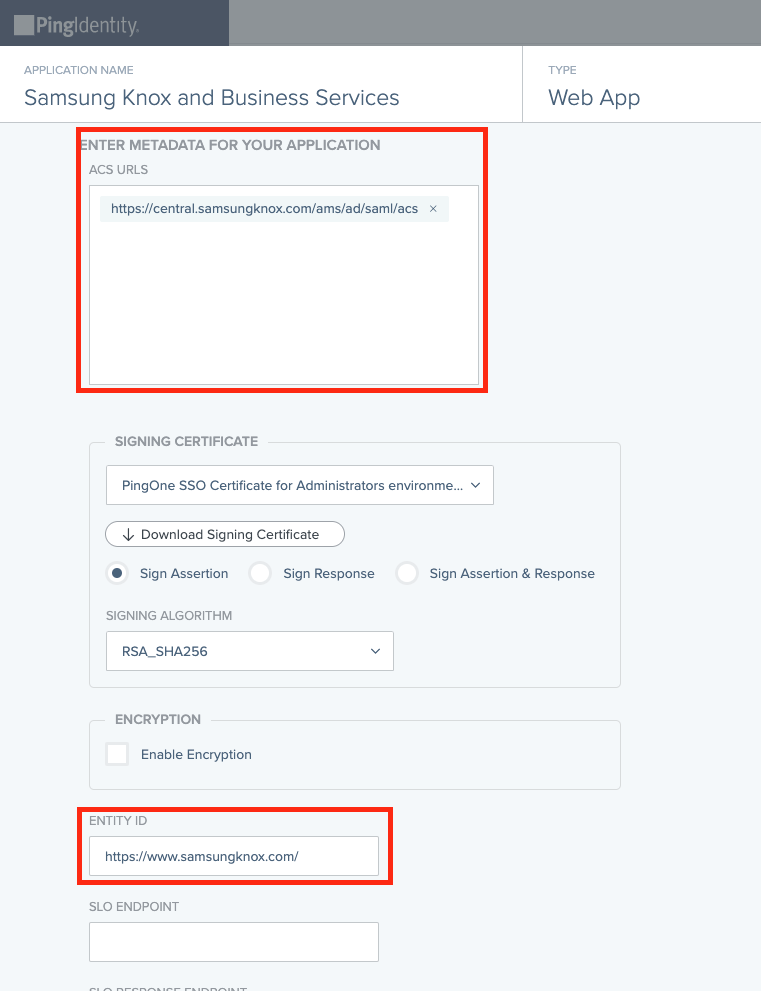 PingIdentity.
APPLICATION NAME
TYPE
Samsung Knox and Business Services
Web App
ENTER METADATA FOR YOUR APPLICATION
ACS URLS
https://central.samsungknox.com/ams/ad/saml/acs ×
SIGNING CERTIFICATE
PingOne SSO Certificate for Administrators environme...
Download Signing Certificate
Sign Assertion Sign Response Sign Assertion & Response
SIGNING ALGORITHM
RSA_SHA256
ENCRYPTION
Enable Encryption
ENTITY ID
https://www.samsungknox.com/
SLO ENDPOINT
SLO RESPONSE ENDPOINT